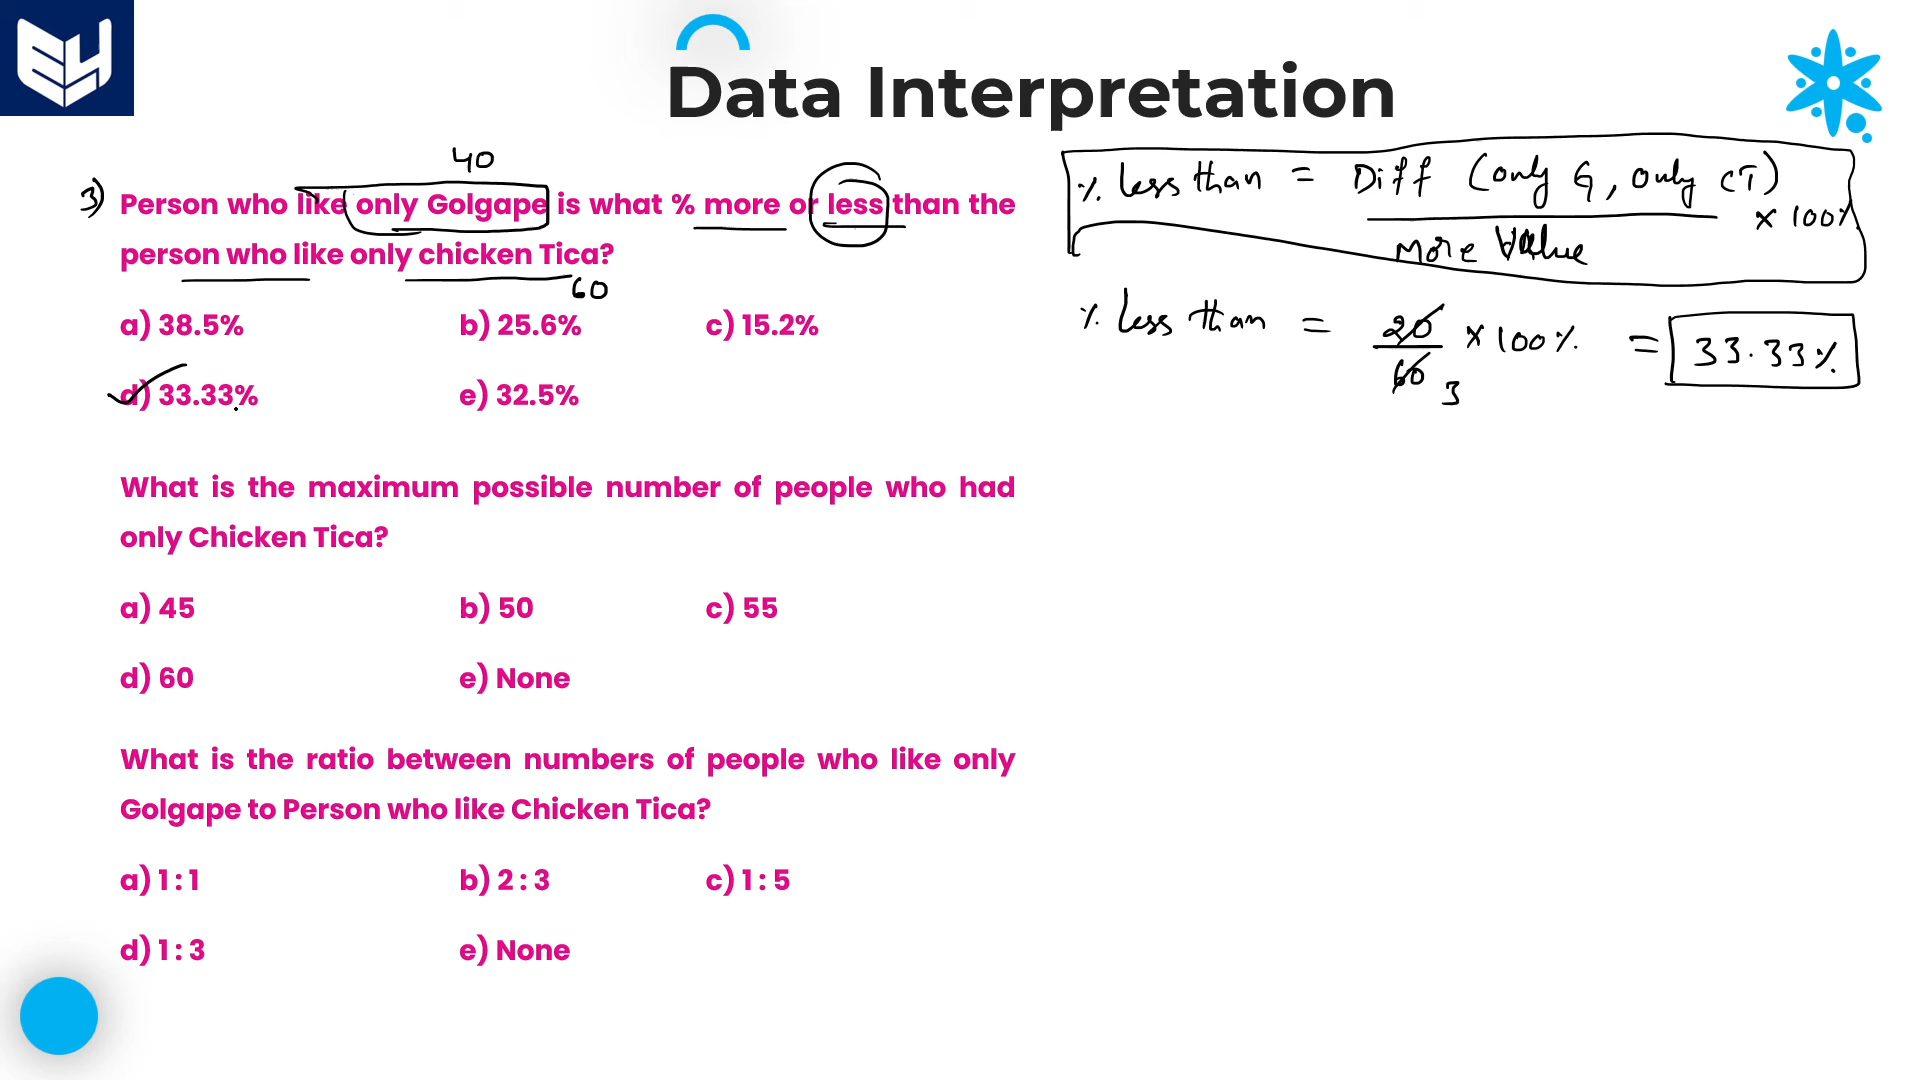 EH
Data Interpretation
40
3) Person who like only Golgape is what % more or less than the
person who like only chicken Tica?
60
a) 38.5% b) 25.6% c) 15.2%
d) 33.33% e) 32.5%
% less than = Diff (only G, only CT) × 100%
More Value
% less than = 20 × 100% = 33.33%
60 3
What is the maximum possible number of people who had
only Chicken Tica?
a) 45 b) 50 c) 55
d) 60 e) None
What is the ratio between numbers of people who like only
Golgape to Person who like Chicken Tica?
a) 1 : 1 b) 2 : 3 c) 1 : 5
d) 1 : 3 e) None